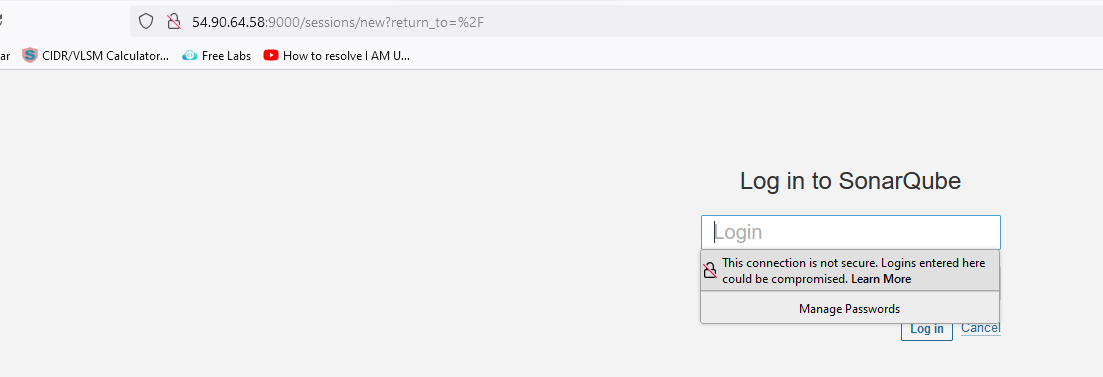 54.90.64.58:9000/sessions/new?return_to=%2F
ar CIDR/VLSM Calculator... Free Labs How to resolve I AM U...
Log in to SonarQube
Login
This connection is not secure. Logins entered here
could be compromised. Learn More
Manage Passwords
Log in Cancel